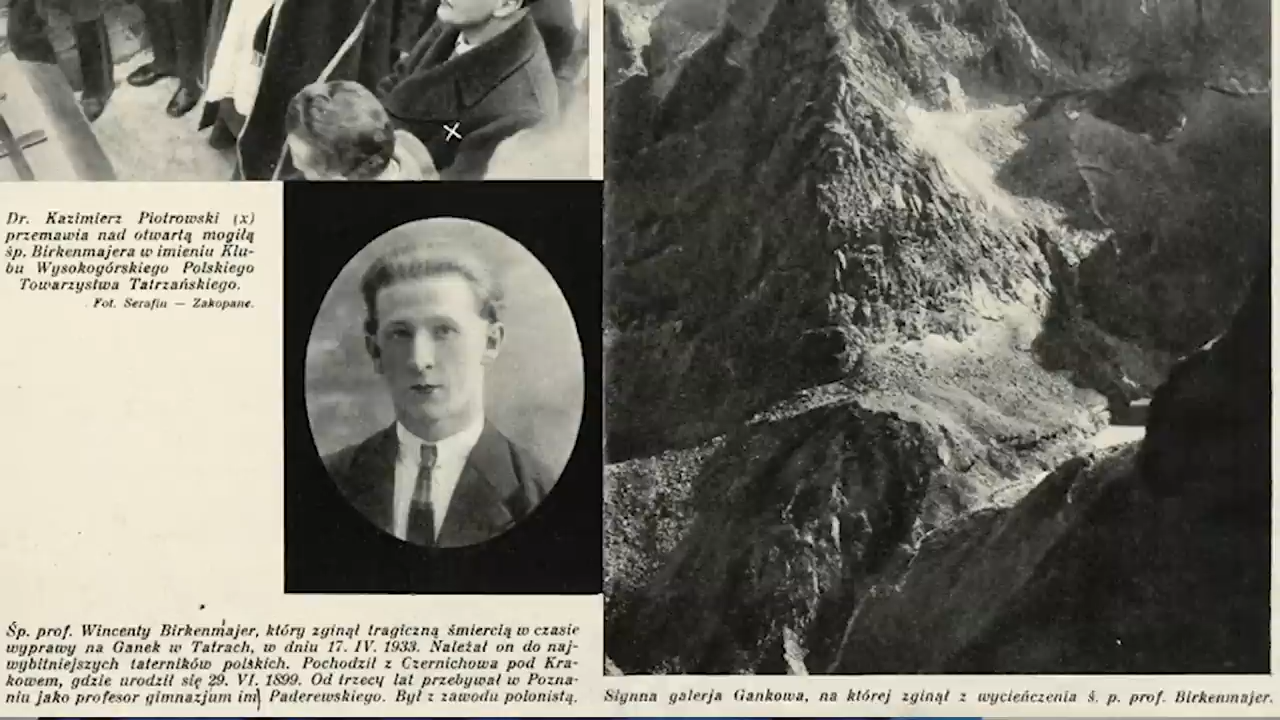 Dr. Kazimierz Piotrowski (x)
przemawia nad otwartą mogiłą
śp. Birkenmajera w imieniu Klu-
bu Wysokogórskiego Polskiego
Towarzystwa Tatrzańskiego.
Fot. Serafin — Zakopane.
Śp. prof. Wincenty Birkenmajer, który zginął tragiczną śmiercią w czasie
wyprawy na Ganek w Tatrach, w dniu 17. IV. 1933. Należał on do naj-
wybitniejszych taterników polskich. Pochodził z Czernichowa pod Kra-
kowem, gdzie urodził się 29. VI. 1899. Od trzecy lat przebywał w Pozna-
niu jako profesor gimnazjum im Paderewskiego. Był z zawodu polonistą.
Słynna galerja Gankowa, na której zginął z wycieńczenia ś. p. prof. Birkenmajer.